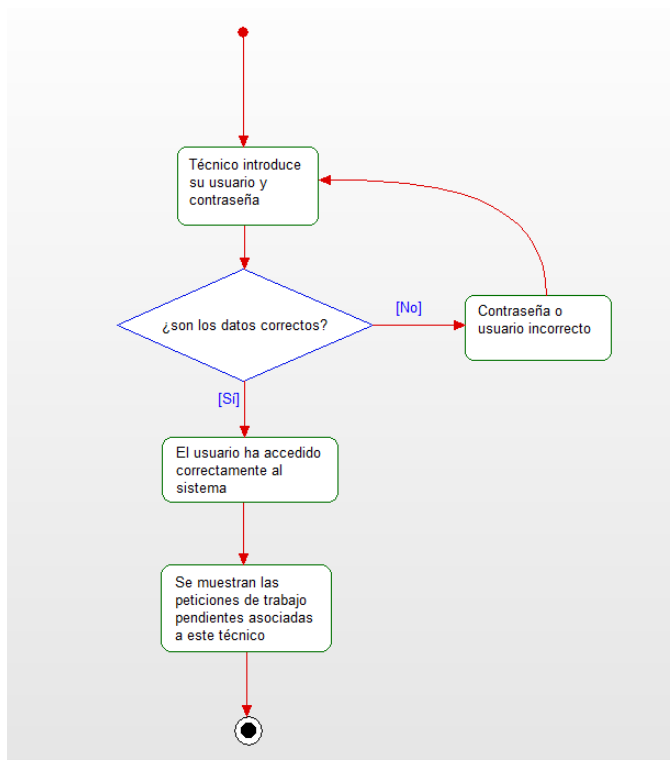 Técnico introduce
su usuario y
contraseña
¿son los datos correctos?
[No]
Contraseña o
usuario incorrecto
[Sí]
El usuario ha accedido
correctamente al
sistema
Se muestran las
peticiones de trabajo
pendientes asociadas
a este técnico